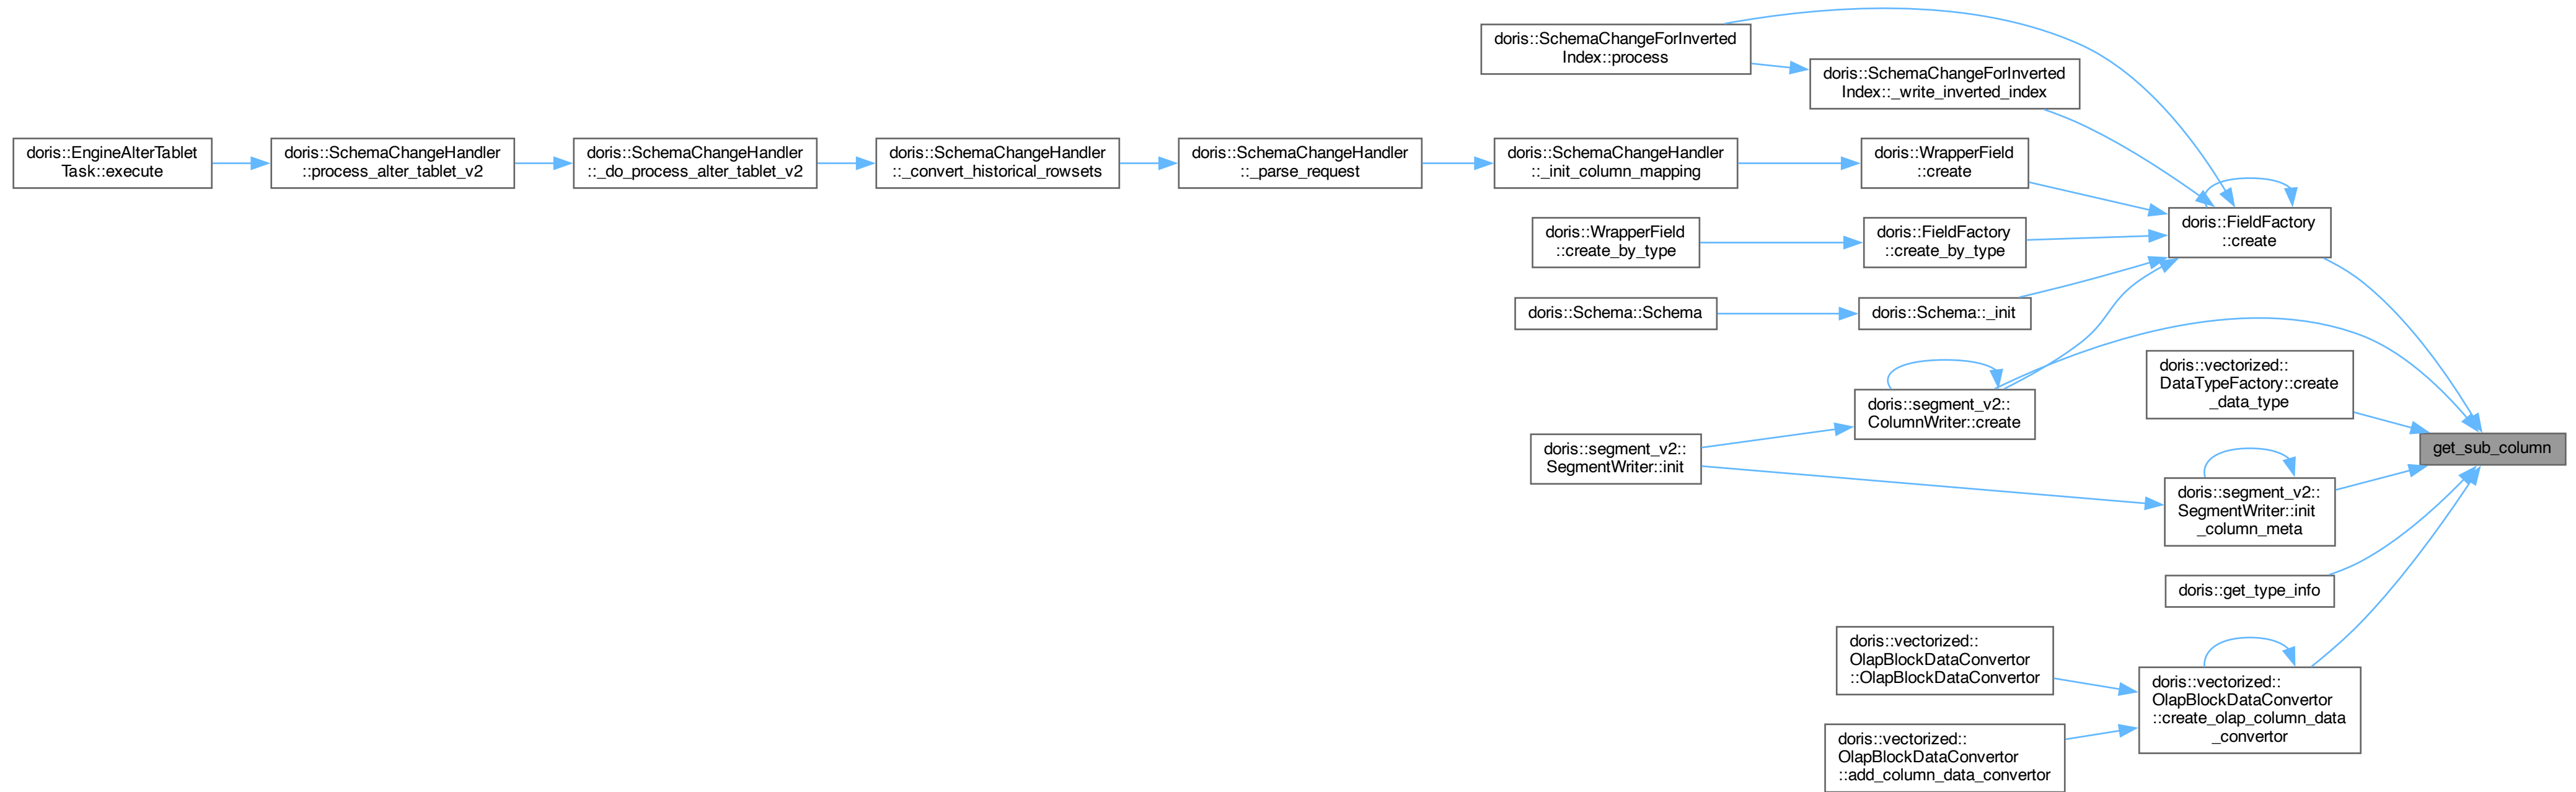 doris::SchemaChangeForInverted
Index::process
doris::SchemaChangeForInverted
Index::_write_inverted_index
doris::EngineAlterTablet
Task::execute
doris::SchemaChangeHandler
::process_alter_tablet_v2
doris::SchemaChangeHandler
::_do_process_alter_tablet_v2
doris::SchemaChangeHandler
::_convert_historical_rowsets
doris::SchemaChangeHandler
::_parse_request
doris::SchemaChangeHandler
::_init_column_mapping
doris::WrapperField
::create
doris::FieldFactory
::create
doris::WrapperField
::create_by_type
doris::FieldFactory
::create_by_type
doris::Schema::Schema
doris::Schema::_init
doris::vectorized::
DataTypeFactory::create
_data_type
doris::segment_v2::
ColumnWriter::create
get_sub_column
doris::segment_v2::
SegmentWriter::init
doris::segment_v2::
SegmentWriter::init
_column_meta
doris::get_type_info
doris::vectorized::
OlapBlockDataConvertor
::OlapBlockDataConvertor
doris::vectorized::
OlapBlockDataConvertor
::create_olap_column_data
_convertor
doris::vectorized::
OlapBlockDataConvertor
::add_column_data_convertor